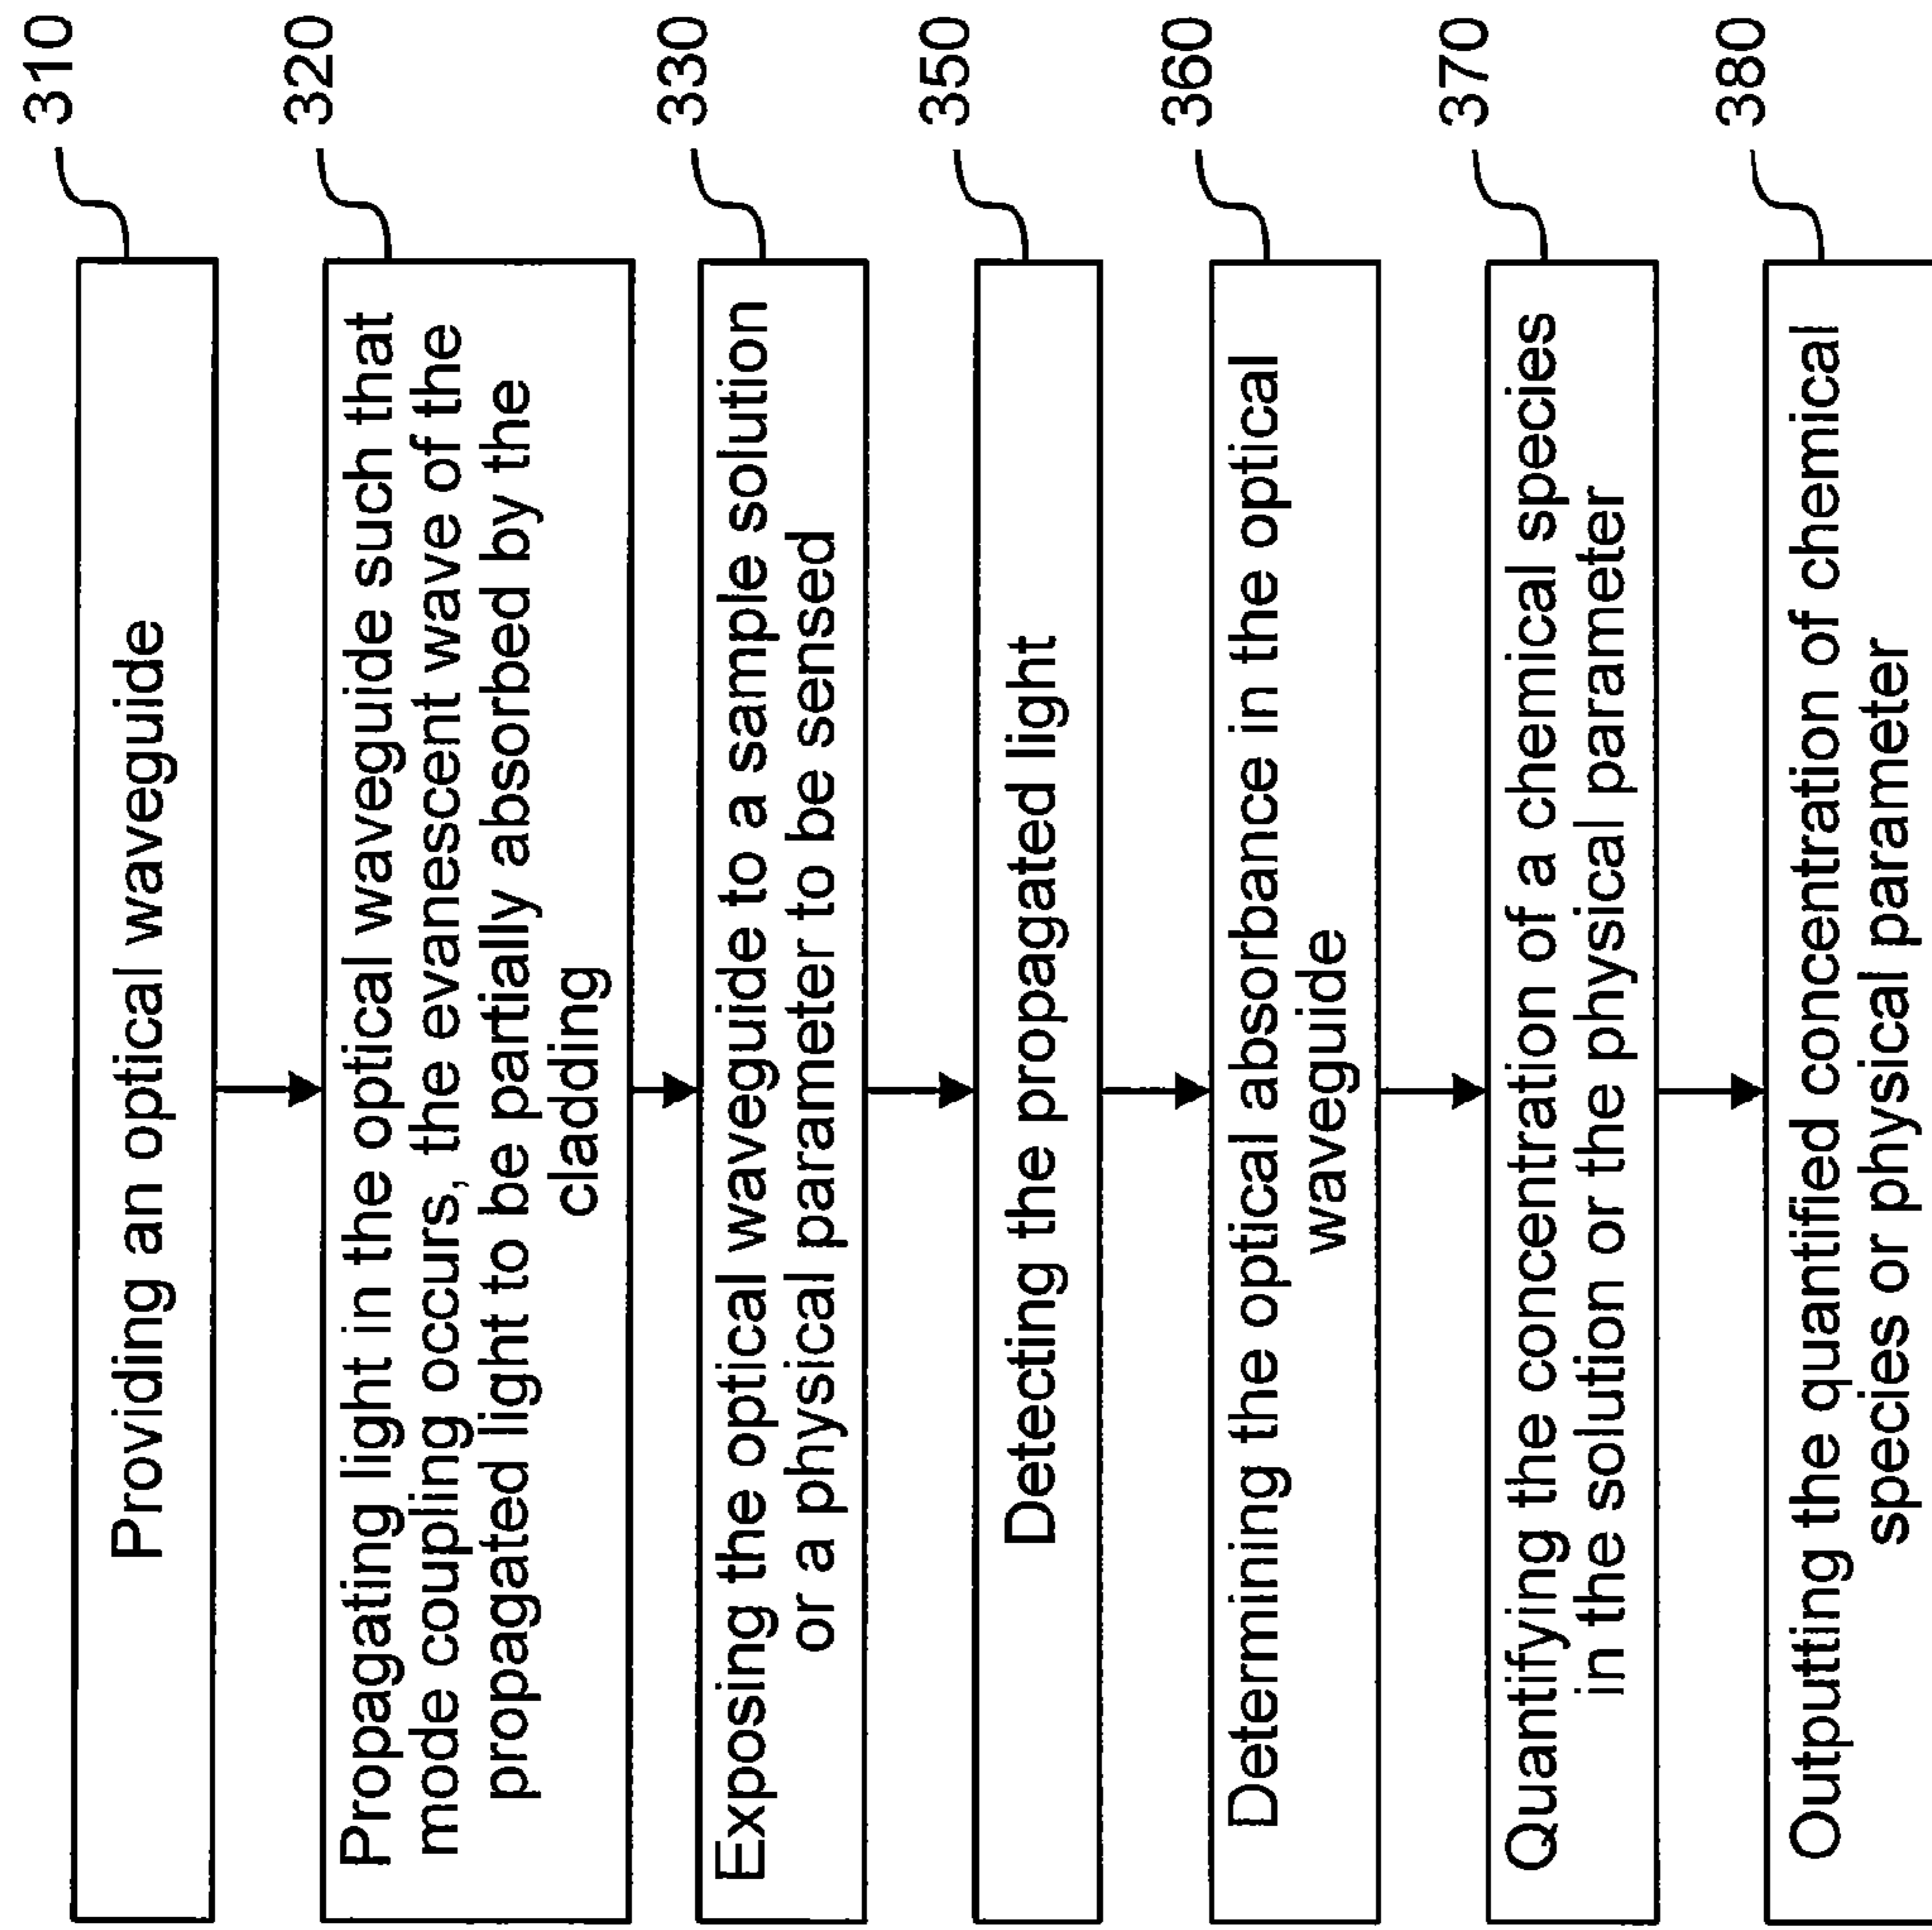 310
Providing an optical waveguide
320
Propagating light in the optical waveguide such that
mode coupling occurs, the evanescent wave of the
propagated light to be partially absorbed by the
cladding
330
Exposing the optical waveguide to a sample solution
or a physical parameter to be sensed
350
Detecting the propagated light
360
Determining the optical absorbance in the optical
waveguide
370
Quantifying the concentration of a chemical species
in the solution or the physical parameter
380
Outputting the quantified concentration of chemical
species or physical parameter